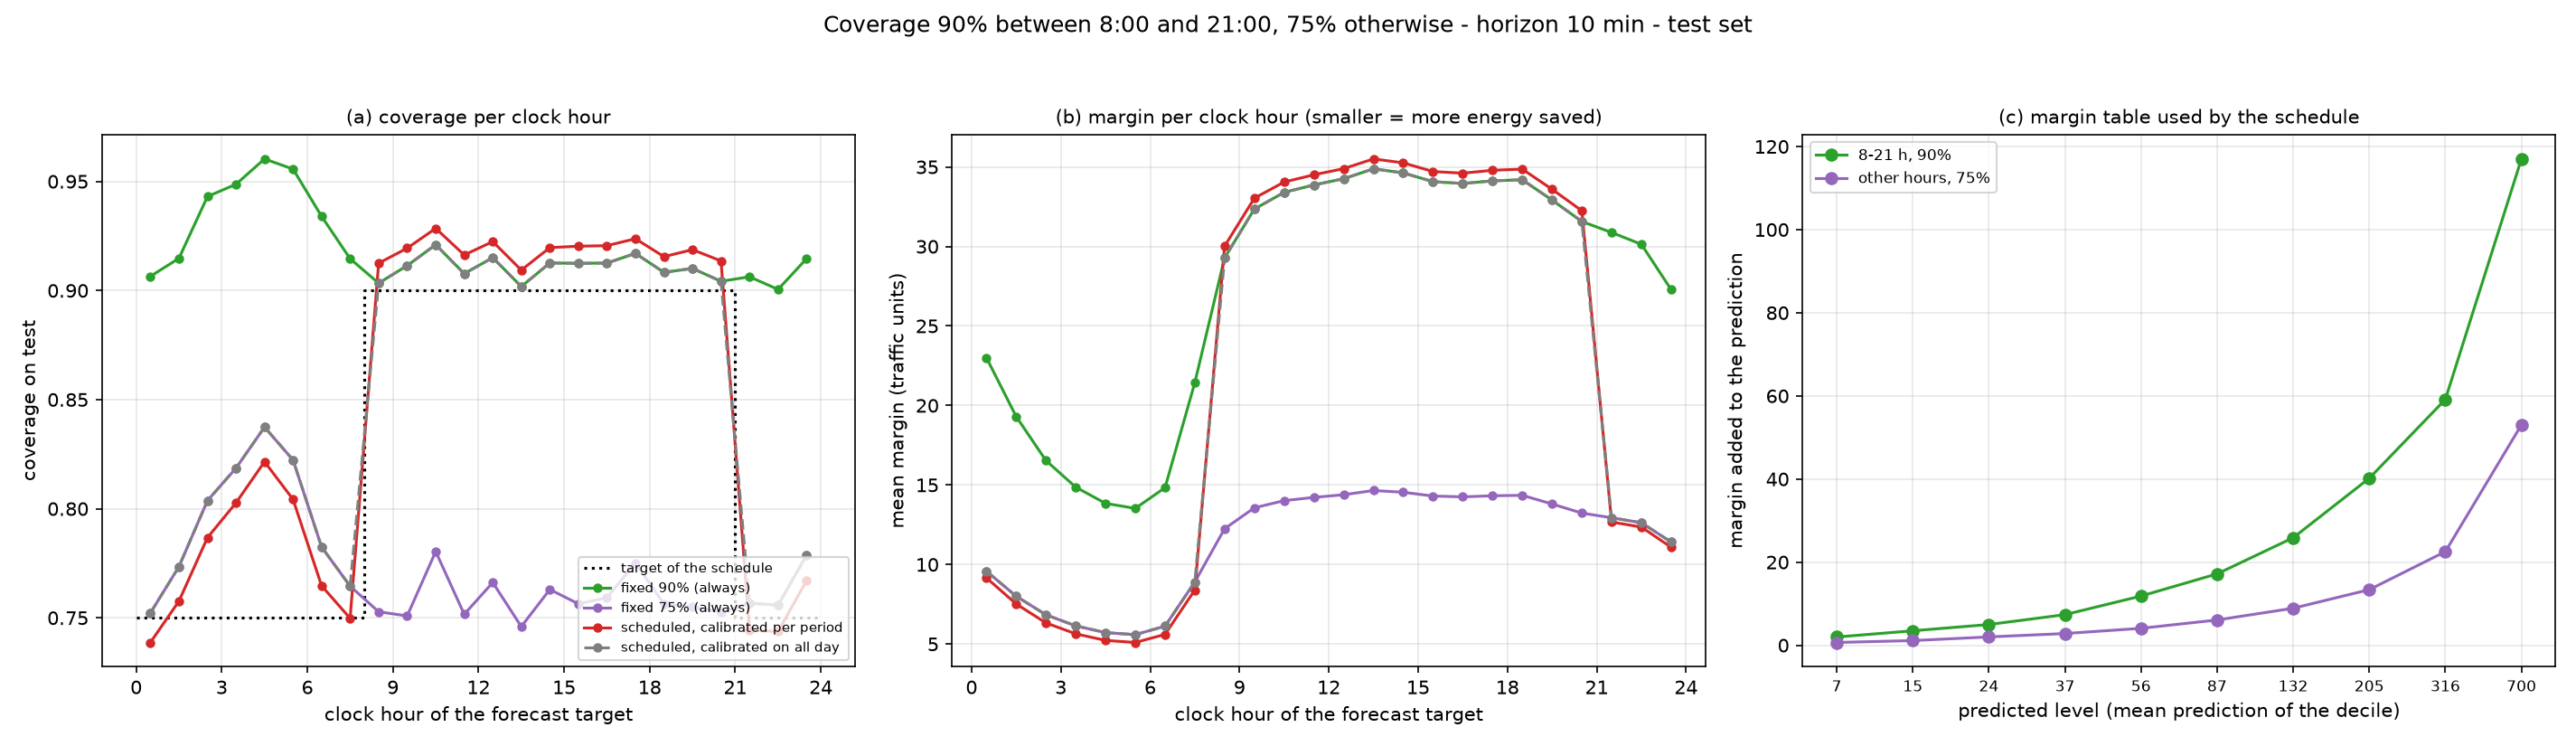 Coverage 90% between 8:00 and 21:00, 75% otherwise - horizon 10 min - test set
(a) coverage per clock hour
coverage on test
0.95
0.90
0.85
0.80
0.75
0 3 6 9 12 15 18 21 24
clock hour of the forecast target
target of the schedule
fixed 90% (always)
fixed 75% (always)
scheduled, calibrated per period
scheduled, calibrated on all day
(b) margin per clock hour (smaller = more energy saved)
mean margin (traffic units)
35
30
25
20
15
10
5
0 3 6 9 12 15 18 21 24
clock hour of the forecast target
(c) margin table used by the schedule
margin added to the prediction
120
100
80
60
40
20
0
8-21 h, 90%
other hours, 75%
7 15 24 37 56 87 132 205 316 700
predicted level (mean prediction of the decile)